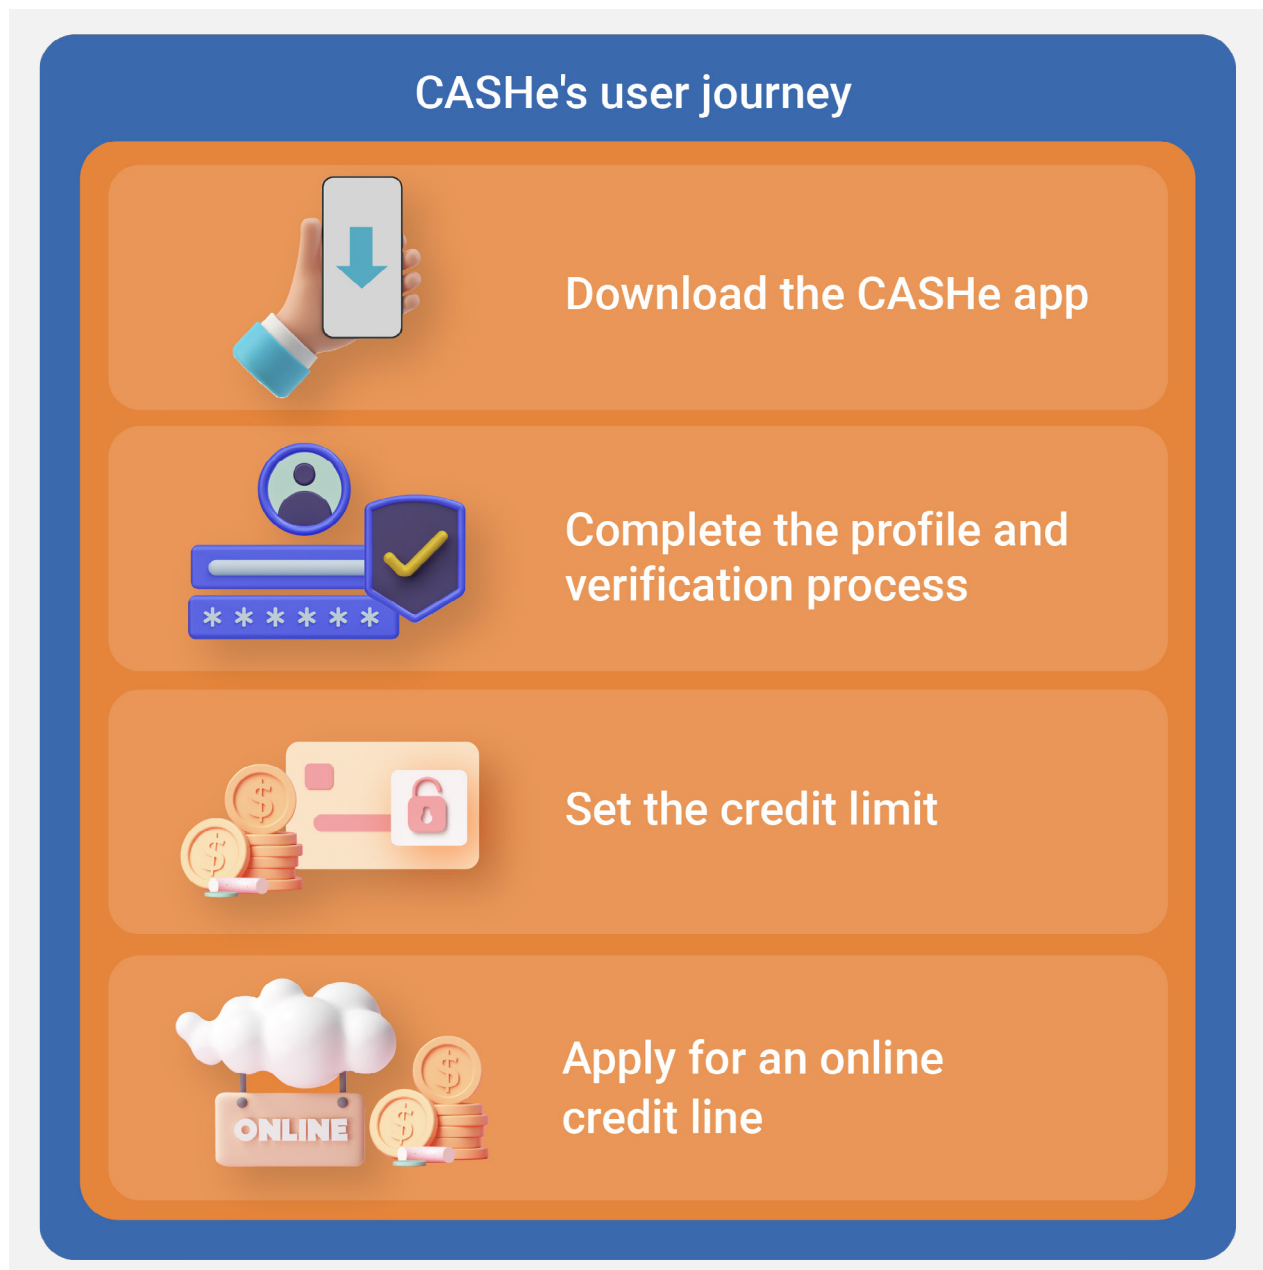 CASHe's user journey
Download the CASHe app
Complete the profile and
verification process
* * * * * *
Set the credit limit
$
$
Apply for an online
credit line
ONLINE
$
$